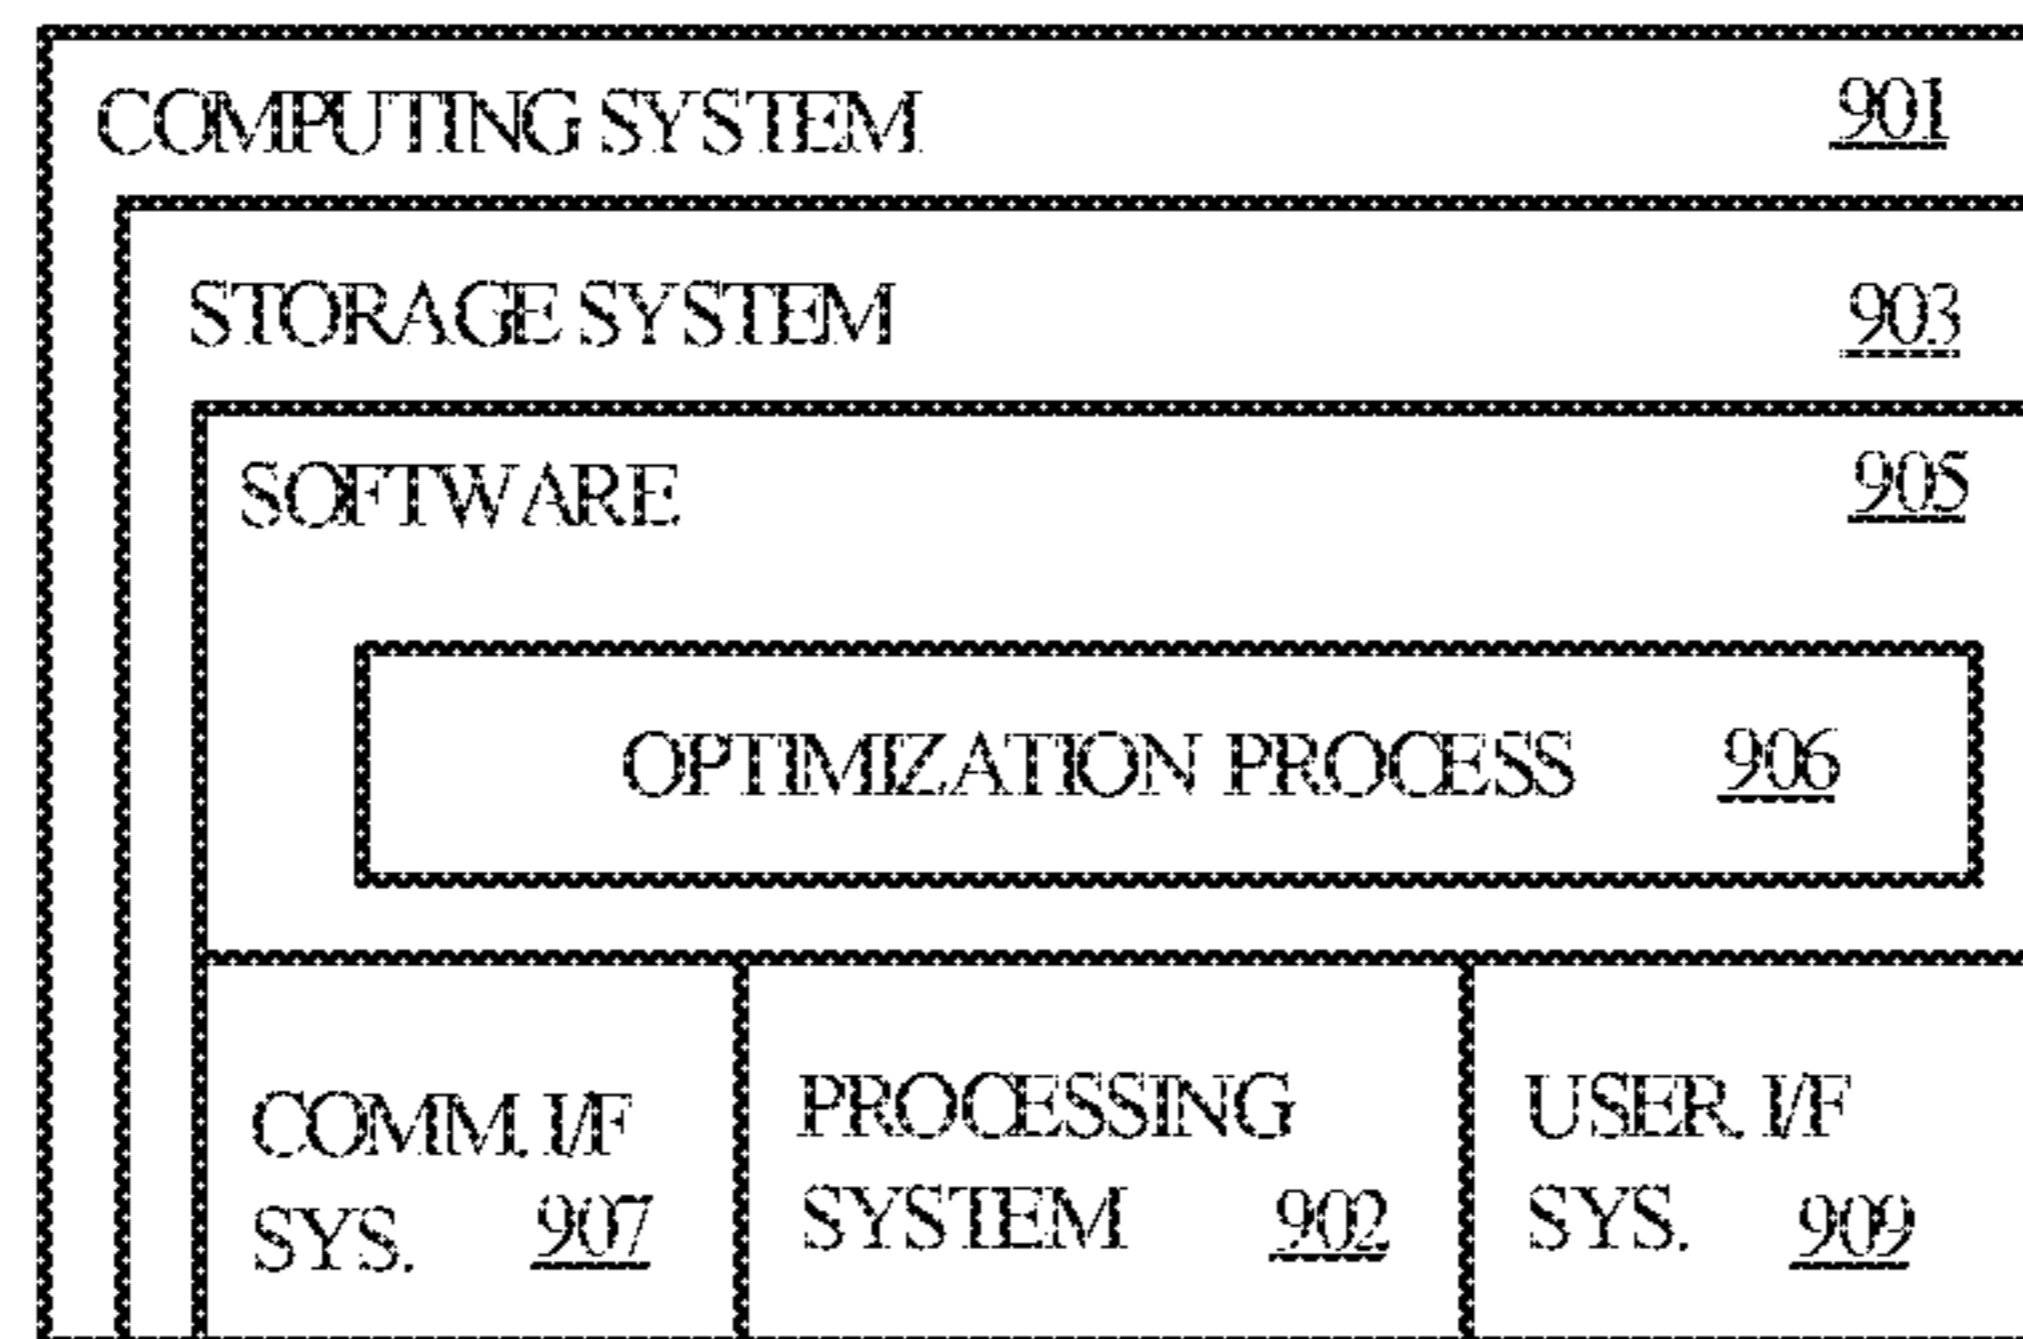 COMPUTING SYSTEM 901
STORAGE SYSTEM 903
SOFTWARE 905
OPTIMIZATION PROCESS 906
COMM. I/F
SYS. 907
PROCESSING
SYSTEM 902
USER. I/F
SYS. 909